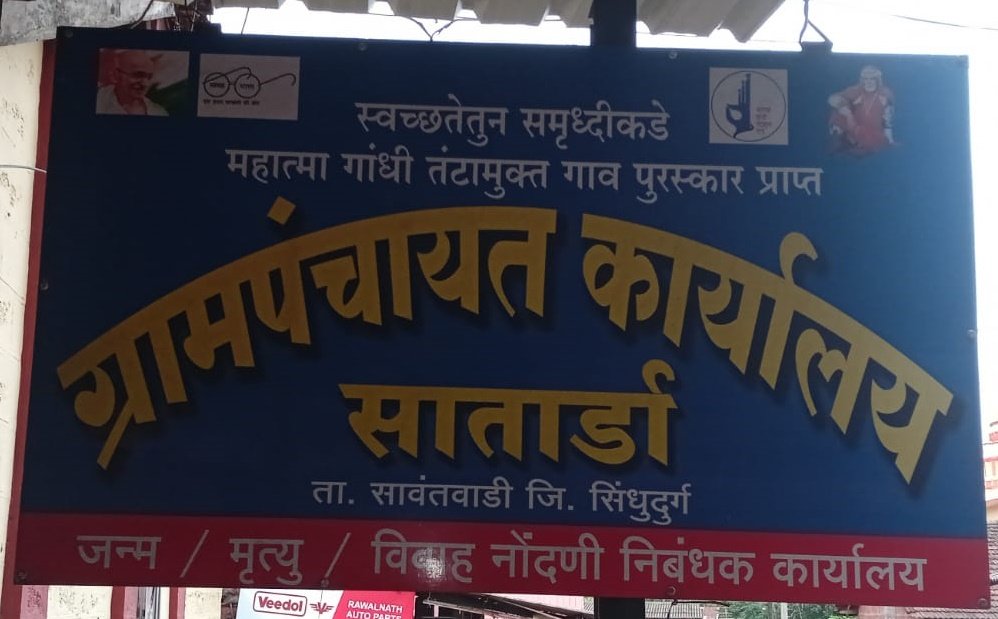 स्वच्छतेतुन समृध्दीकडे
महात्मा गांधी तंटामुक्त गाव पुरस्कार प्राप्त
ग्रामपंचायत कार्यालय
सातार्डा
ता. सावंतवाडी जि. सिंधुदुर्ग
जन्म / मृत्यु / विवाह नोंदणी निबंधक कार्यालय
Veedol
RAWALNATH
AUTO PARTS